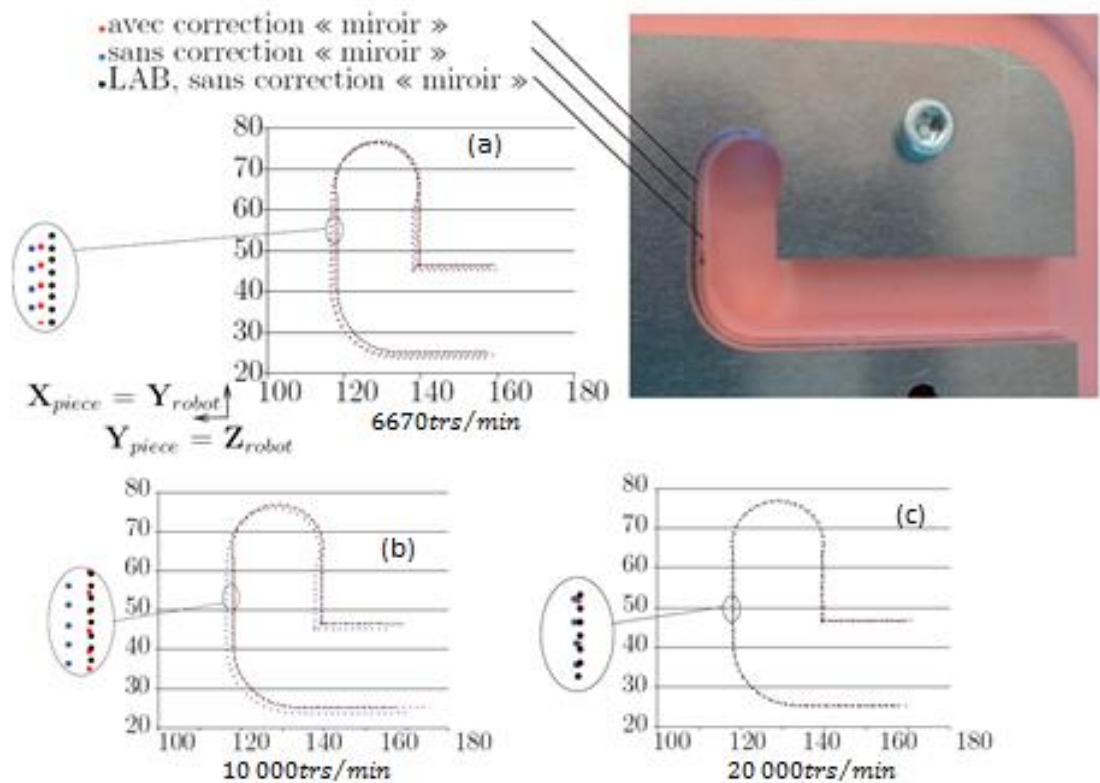 •avec correction « miroir »
•sans correction « miroir »
•LAB, sans correction « miroir »
(a)
80
70
60
50
40
30
20
100 120 140 160 180
6670trs/min
X_piece = Y_robot
Y_piece = Z_robot
(b)
80
70
60
50
40
30
20
100 120 140 160 180
10 000trs/min
(c)
80
70
60
50
40
30
20
100 120 140 160 180
20 000trs/min